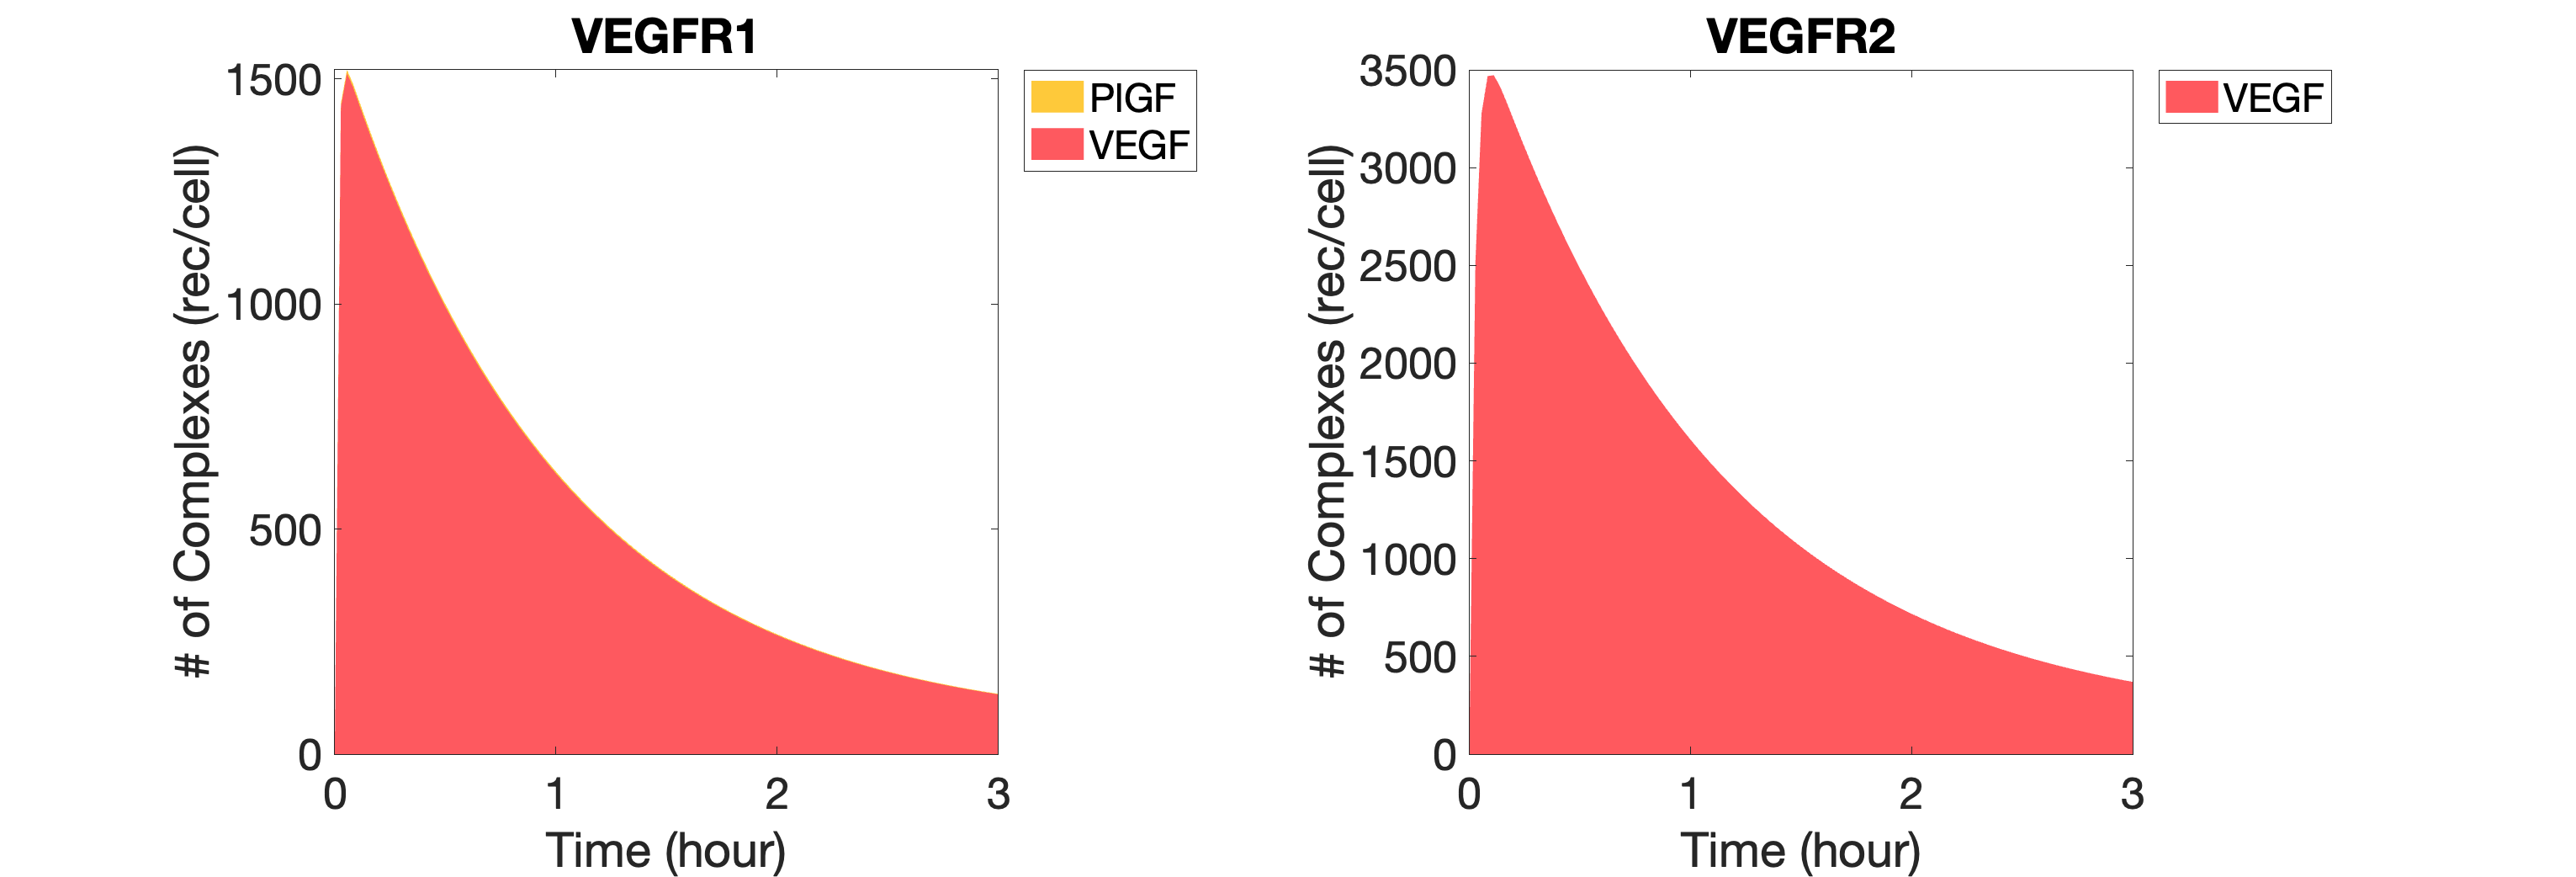 VEGFR1
# of Complexes (rec/cell)
1500
1000
500
0
0 1 2 3
Time (hour)
PlGF
VEGF
VEGFR2
# of Complexes (rec/cell)
3500
3000
2500
2000
1500
1000
500
0
0 1 2 3
Time (hour)
VEGF